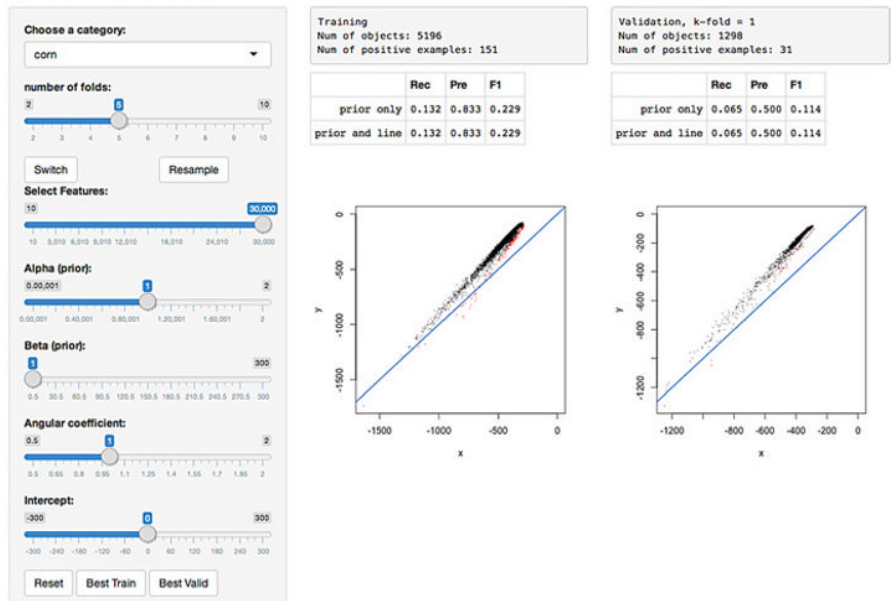 Choose a category:
corn
number of folds:
2 5 10
2 3 4 5 6 7 8 9 10
Switch Resample
Select Features:
10 30,000
10 3,010 6,010 9,010 12,010 18,010 24,010 30,000
Alpha (prior):
0.00,001 1 2
0.00,001 0.40,001 0.80,001 1.20,001 1.60,001 2
Beta (prior):
1 300
0.5 30.5 60.5 90.5 120.5 150.5 180.5 210.5 240.5 270.5 300
Angular coefficient:
0.5 1 2
0.5 0.65 0.8 0.95 1.1 1.25 1.4 1.55 1.7 1.85 2
Intercept:
-300 0 300
-300 -240 -180 -120 -60 0 60 120 180 240 300
Reset Best Train Best Valid
Training
Num of objects: 5196
Num of positive examples: 151
Rec Pre F1
prior only 0.132 0.833 0.229
prior and line 0.132 0.833 0.229
y
0
-500
-1000
-1500
-1500 -1000 -500 0
x
Validation, k-fold = 1
Num of objects: 1298
Num of positive examples: 31
Rec Pre F1
prior only 0.065 0.500 0.114
prior and line 0.065 0.500 0.114
y
0
-200
-400
-600
-800
-1200
-1200 -800 -600 -400 -200 0
x